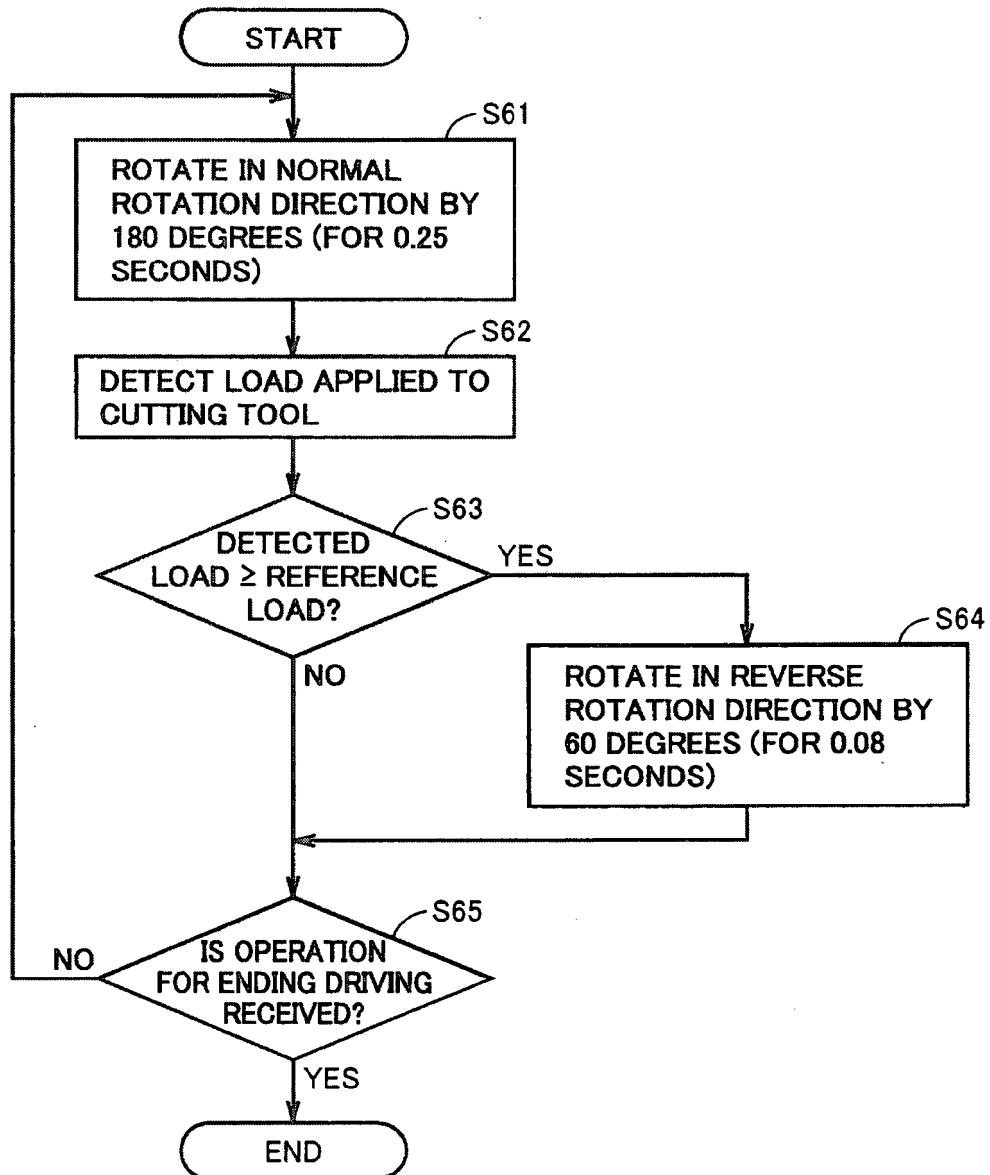 START
S61
ROTATE IN NORMAL
ROTATION DIRECTION BY
180 DEGREES (FOR 0.25
SECONDS)
S62
DETECT LOAD APPLIED TO
CUTTING TOOL
S63
DETECTED
LOAD ≥ REFERENCE
LOAD?
YES
NO
S64
ROTATE IN REVERSE
ROTATION DIRECTION BY
60 DEGREES (FOR 0.08
SECONDS)
S65
IS OPERATION
FOR ENDING DRIVING
RECEIVED?
NO
YES
END